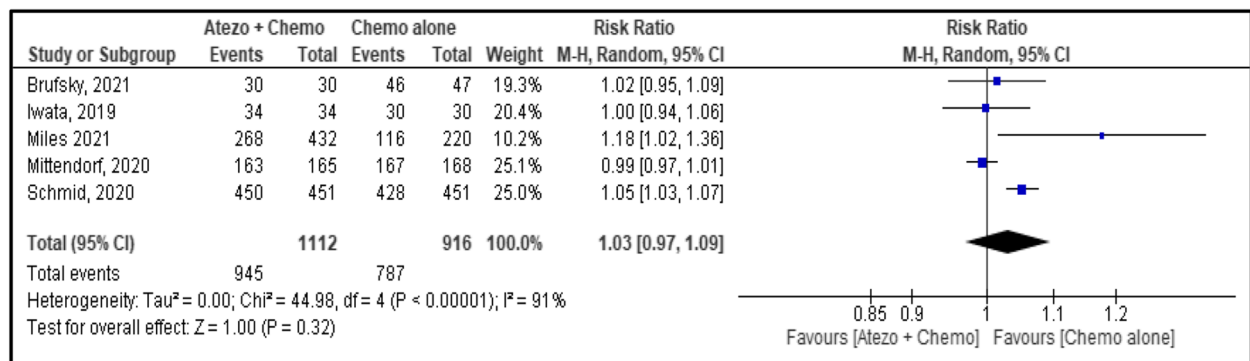 Atezo + Chemo Chemo alone Risk Ratio Risk Ratio
Study or Subgroup Events Total Events Total Weight M-H, Random, 95% CI M-H, Random, 95% CI
Brufsky, 2021 30 30 46 47 19.3% 1.02 [0.95, 1.09]
Iwata, 2019 34 34 30 30 20.4% 1.00 [0.94, 1.06]
Miles 2021 268 432 116 220 10.2% 1.18 [1.02, 1.36]
Mittendorf, 2020 163 165 167 168 25.1% 0.99 [0.97, 1.01]
Schmid, 2020 450 451 428 451 25.0% 1.05 [1.03, 1.07]
Total (95% CI) 1112 916 100.0% 1.03 [0.97, 1.09]
Total events 945 787
Heterogeneity: Tau² = 0.00; Chi² = 44.98, df = 4 (P < 0.00001); I² = 91%
Test for overall effect: Z = 1.00 (P = 0.32)
0.85 0.9 1 1.1 1.2
Favours [Atezo + Chemo] Favours [Chemo alone]